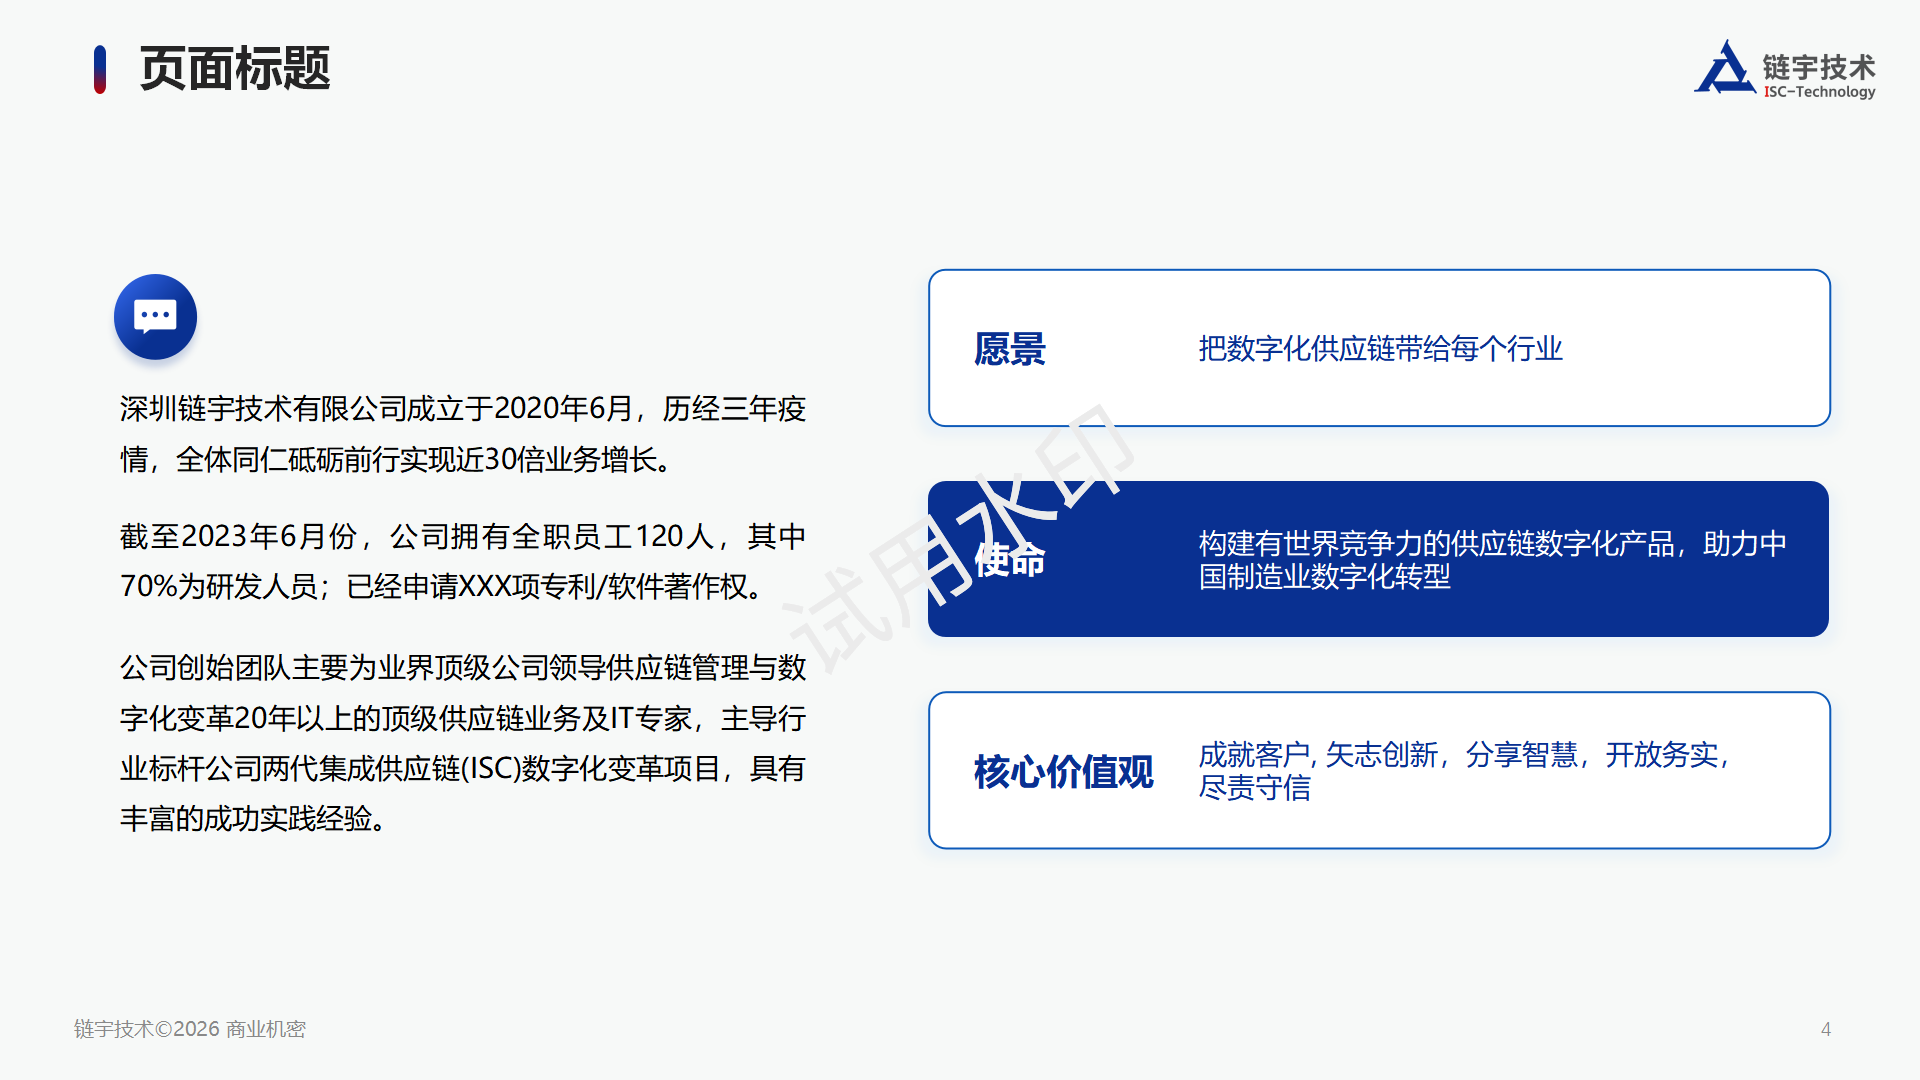 页面标题
链宇技术
ISC-Technology
深圳链宇技术有限公司成立于2020年6月，历经三年疫
情，全体同仁砥砺前行实现近30倍业务增长。
截至2023年6月份，公司拥有全职员工120人，其中
70%为研发人员；已经申请XXX项专利/软件著作权。
公司创始团队主要为业界顶级公司领导供应链管理与数
字化变革20年以上的顶级供应链业务及IT专家，主导行
业标杆公司两代集成供应链(ISC)数字化变革项目，具有
丰富的成功实践经验。
愿景
把数字化供应链带给每个行业
使命
构建有世界竞争力的供应链数字化产品，助力中
国制造业数字化转型
核心价值观
成就客户, 矢志创新，分享智慧，开放务实，
尽责守信
试用水印
链宇技术©2026 商业机密
4